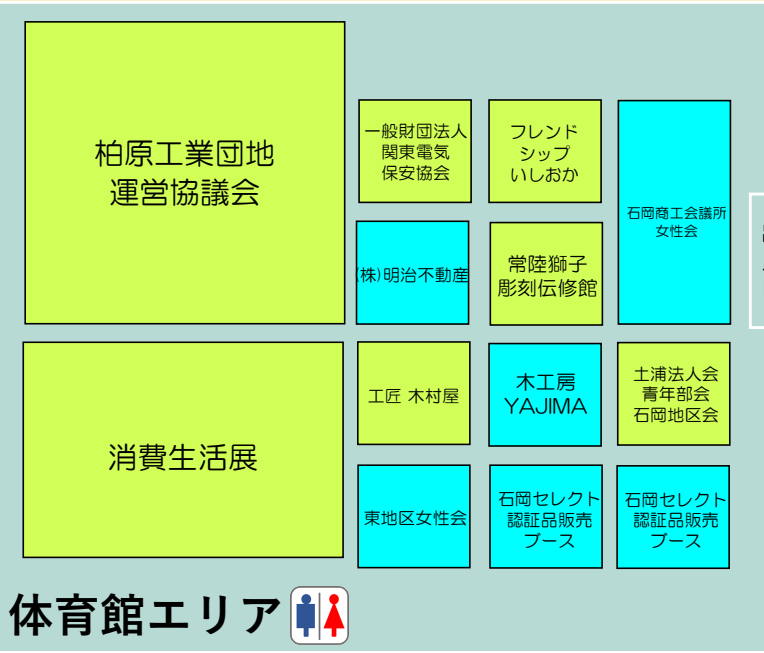 柏原工業団地
運営協議会
一般財団法人
関東電気
保安協会
フレンド
シップ
いしおか
石岡商工会議所
女性会
(株)明治不動産
常陸獅子
彫刻伝修館
消費生活展
工匠 木村屋
木工房
YAJIMA
土浦法人会
青年部会
石岡地区会
東地区女性会
石岡セレクト
認証品販売
ブース
石岡セレクト
認証品販売
ブース
体育館エリア